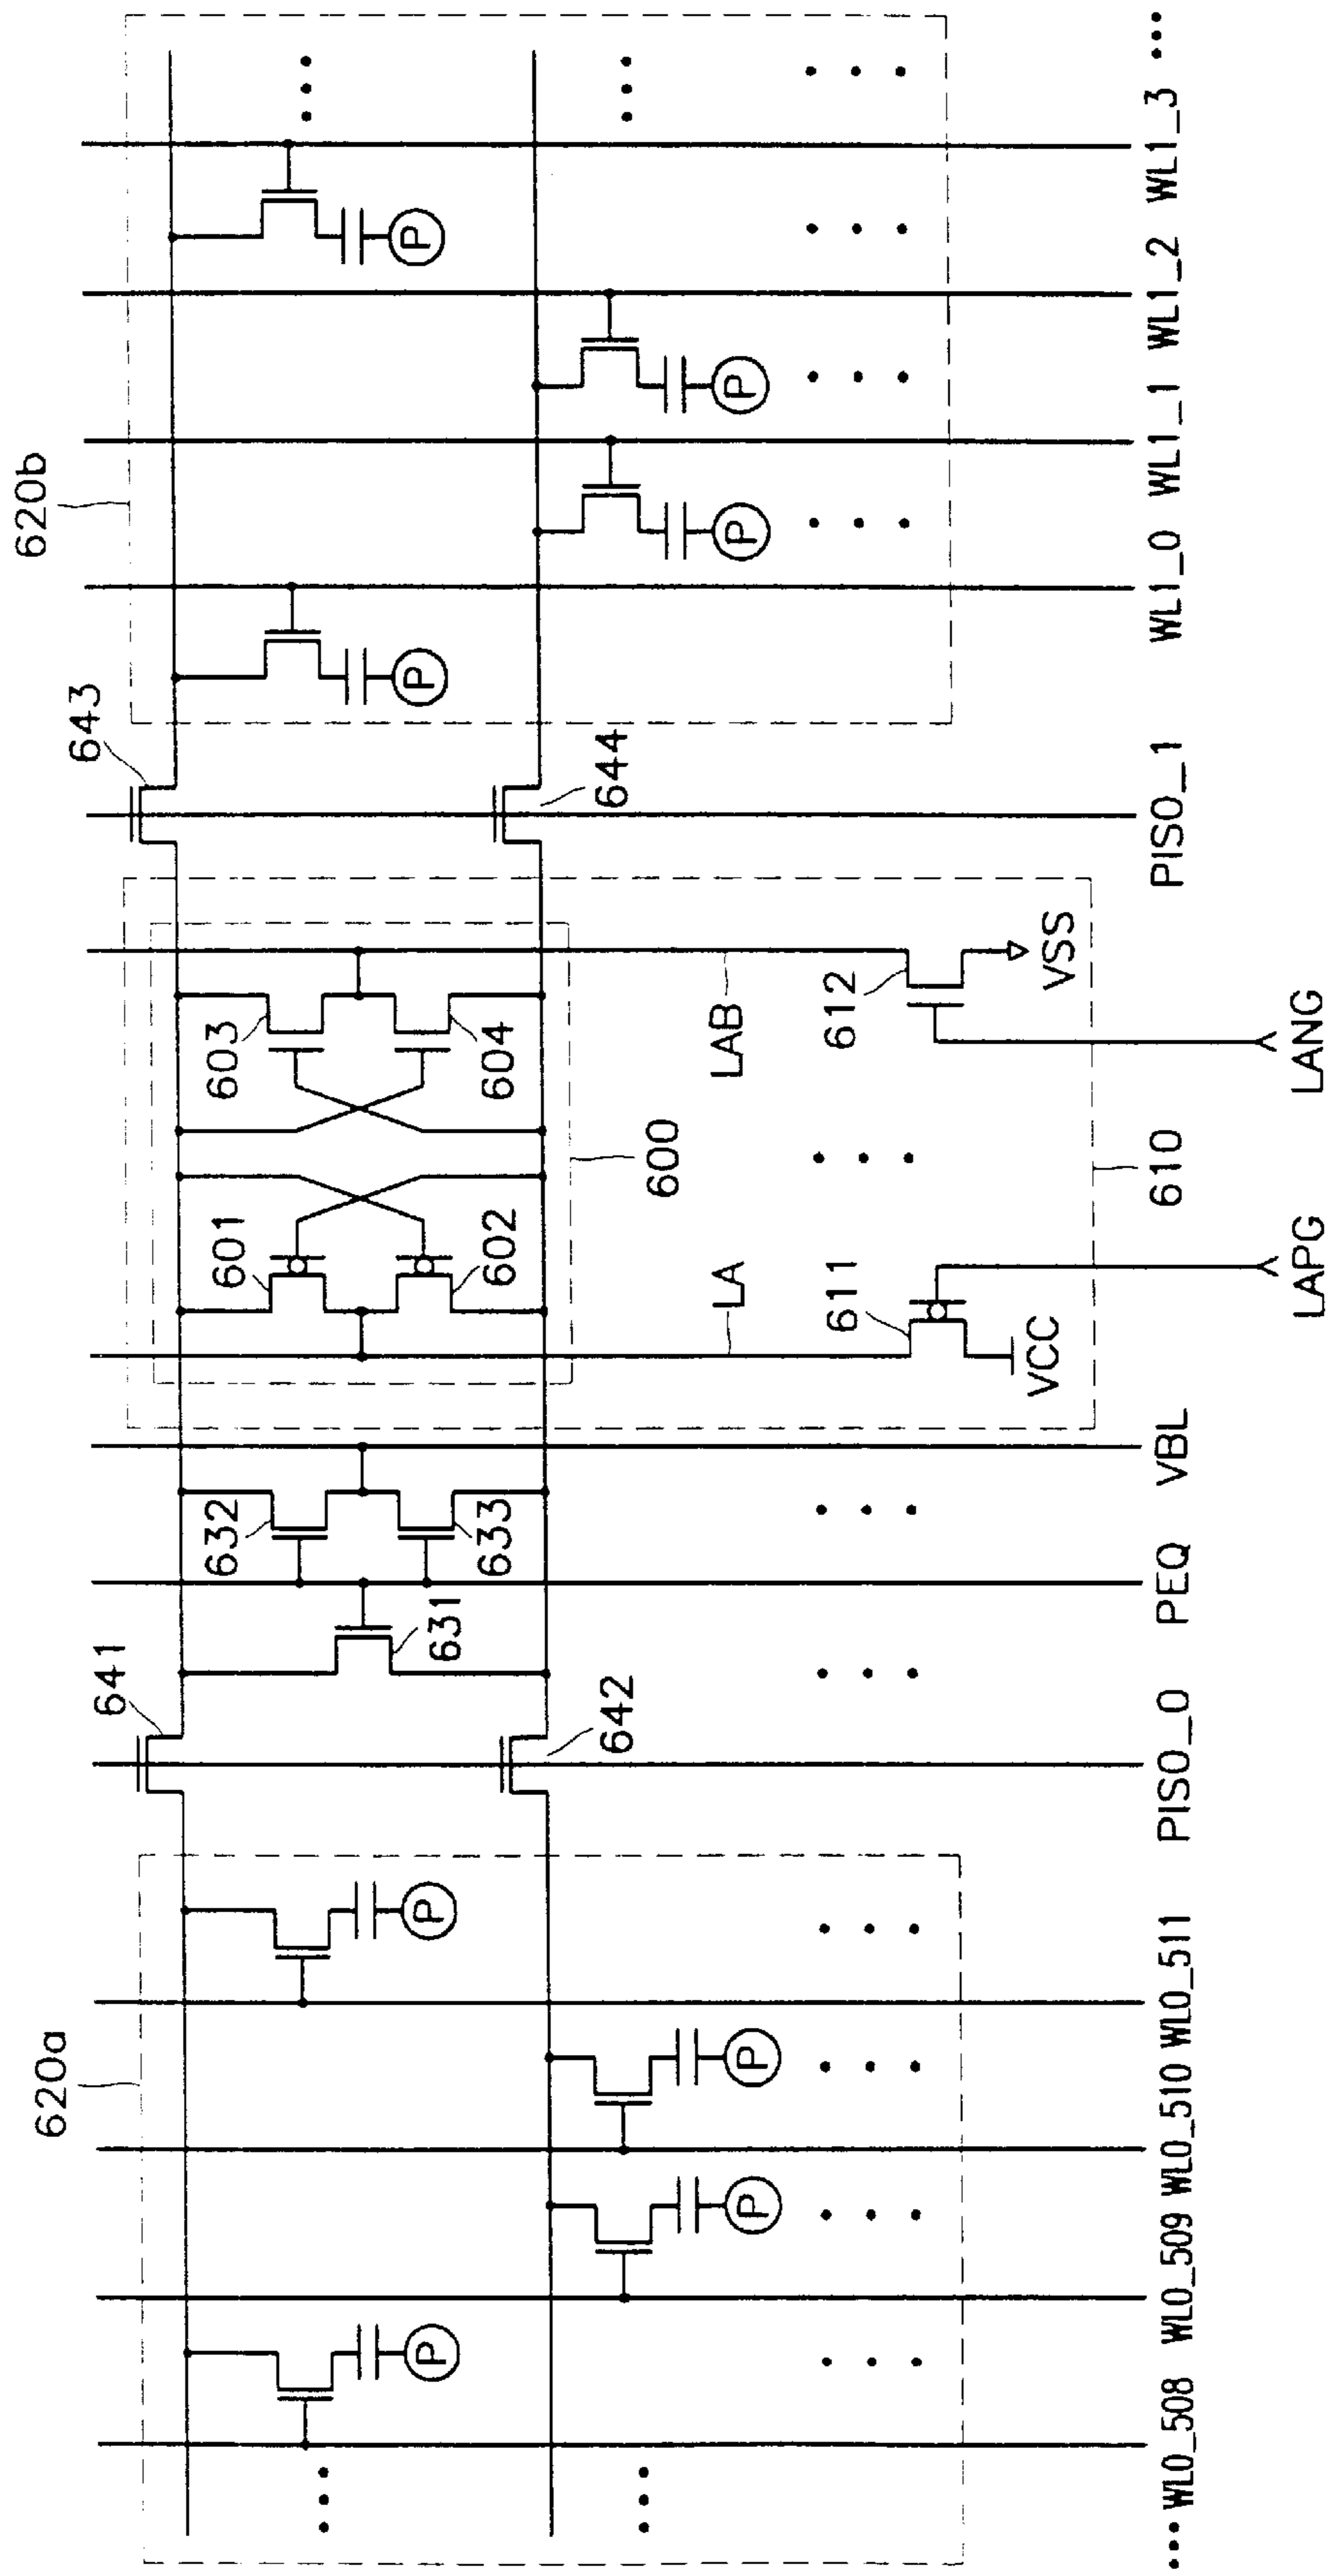 620a
620b
641
643
632
601
603
P
P
631
P
P
633
602
604
642
644
600
P
P
LA
LAB
P
P
611
612
VCC
VSS
610
••• WL0_508 WL0_509 WL0_510 WL0_511 PISO_0 PEQ VBL PISO_1 WL1_0 WL1_1 WL1_2 WL1_3 •••
LAPG LANG